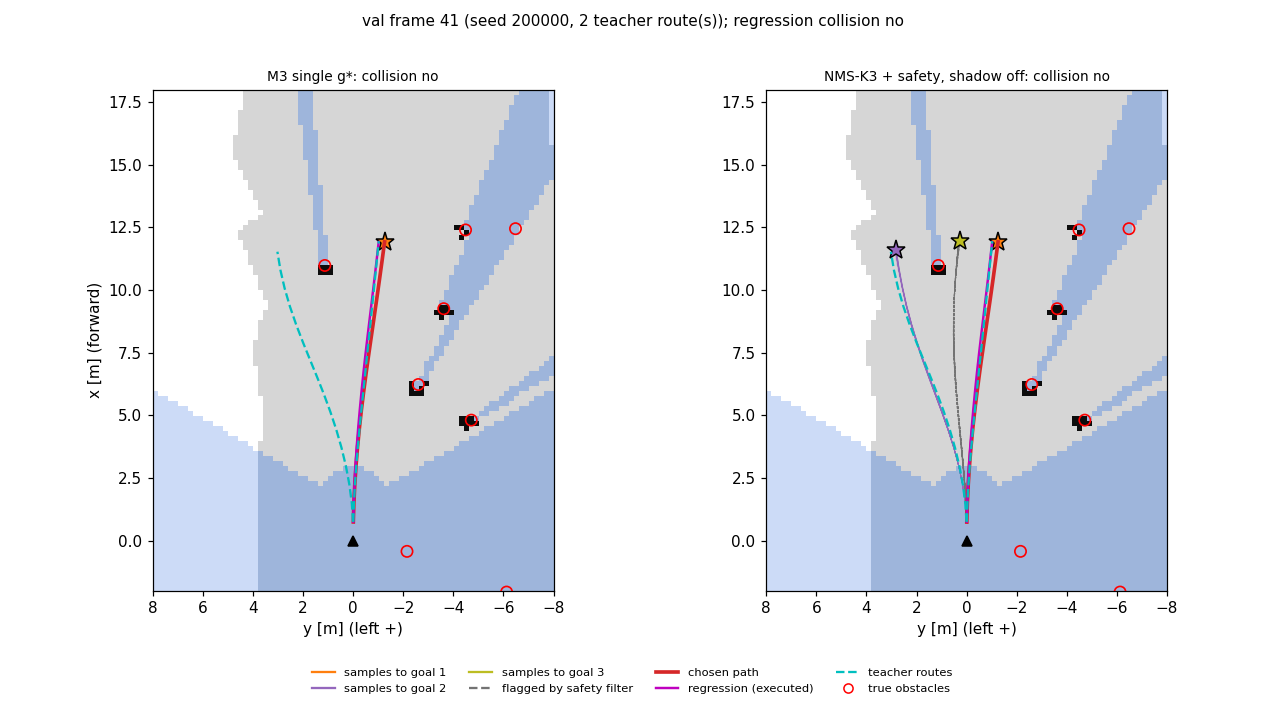 val frame 41 (seed 200000, 2 teacher route(s)); regression collision no
M3 single g*: collision no
NMS-K3 + safety, shadow off: collision no
17.5
15.0
12.5
10.0
7.5
5.0
2.5
0.0
x [m] (forward)
8 6 4 2 0 −2 −4 −6 −8
y [m] (left +)
17.5
15.0
12.5
10.0
7.5
5.0
2.5
0.0
8 6 4 2 0 −2 −4 −6 −8
y [m] (left +)
samples to goal 1
samples to goal 2
samples to goal 3
flagged by safety filter
chosen path
regression (executed)
teacher routes
true obstacles